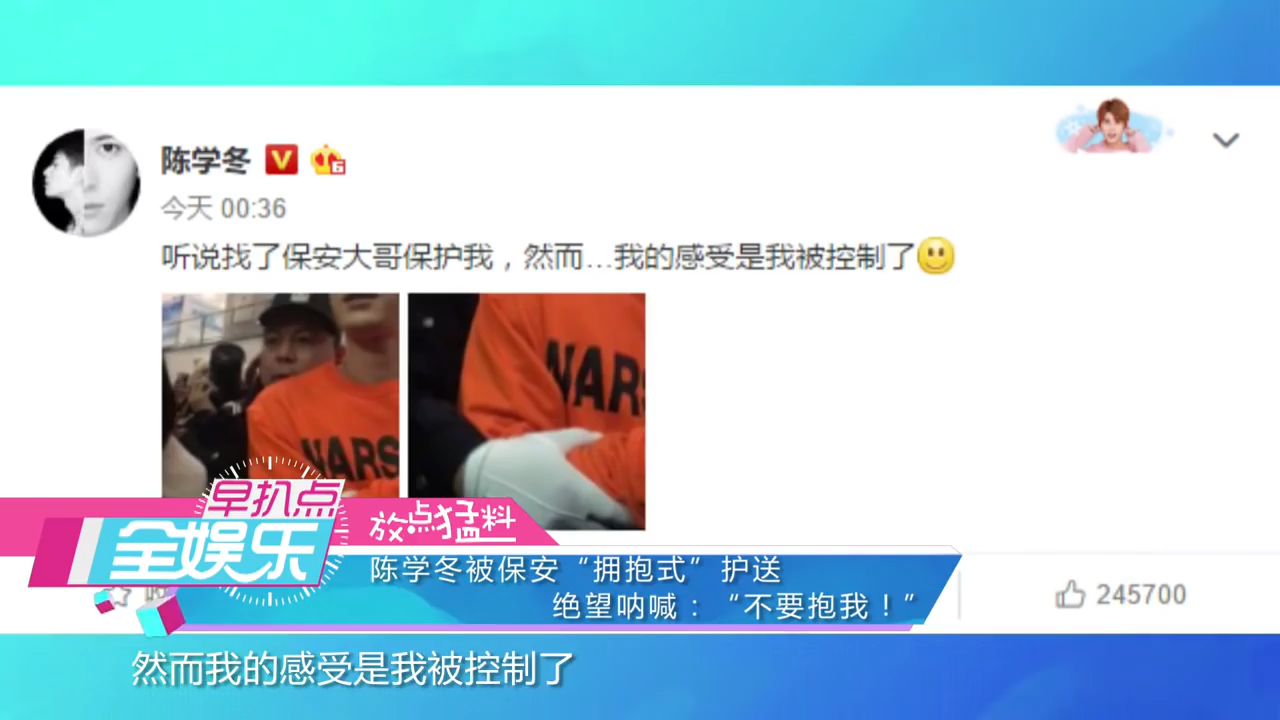 陈学冬
V
6
今天 00:36
听说找了保安大哥保护我，然而...我的感受是我被控制了
NARS
NARS
早扒点
全娱乐
放点猛料
陈学冬被保安“拥抱式”护送
绝望呐喊：“不要抱我！”
245700
然而我的感受是我被控制了